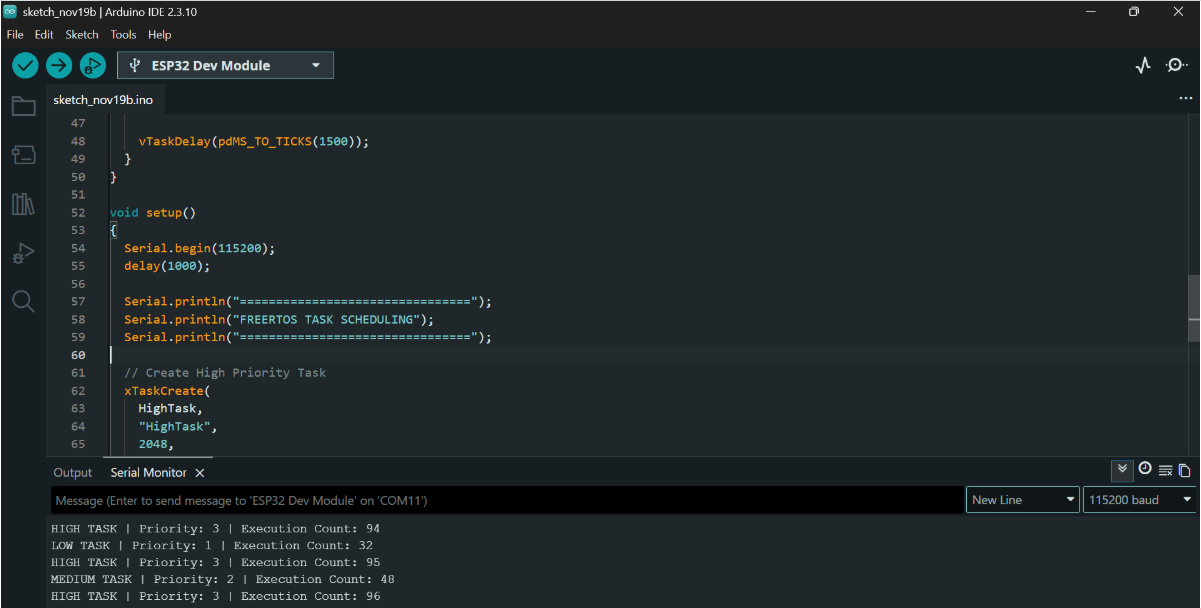 sketch_nov19b | Arduino IDE 2.3.10
File Edit Sketch Tools Help
ESP32 Dev Module
sketch_nov19b.ino
47
48 vTaskDelay(pdMS_TO_TICKS(1500));
49 }
50 }
51
52 void setup()
53 {
54 Serial.begin(115200);
55 delay(1000);
56
57 Serial.println("================================");
58 Serial.println("FREERTOS TASK SCHEDULING");
59 Serial.println("================================");
60
61 // Create High Priority Task
62 xTaskCreate(
63 HighTask,
64 "HighTask",
65 2048,
Output Serial Monitor
Message (Enter to send message to 'ESP32 Dev Module' on 'COM11') New Line 115200 baud
HIGH TASK | Priority: 3 | Execution Count: 94
LOW TASK | Priority: 1 | Execution Count: 32
HIGH TASK | Priority: 3 | Execution Count: 95
MEDIUM TASK | Priority: 2 | Execution Count: 48
HIGH TASK | Priority: 3 | Execution Count: 96